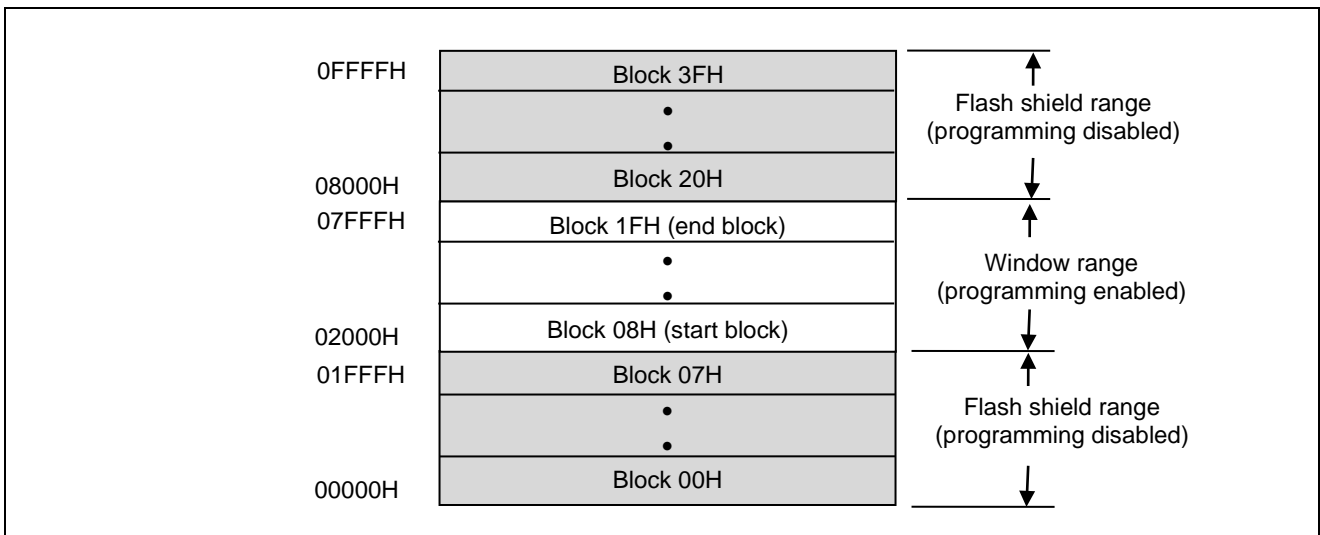 0FFFFH
Block 3FH
Flash shield range
(programming disabled)
08000H
Block 20H
07FFFH
Block 1FH (end block)
Window range
(programming enabled)
02000H
Block 08H (start block)
01FFFH
Block 07H
Flash shield range
(programming disabled)
00000H
Block 00H